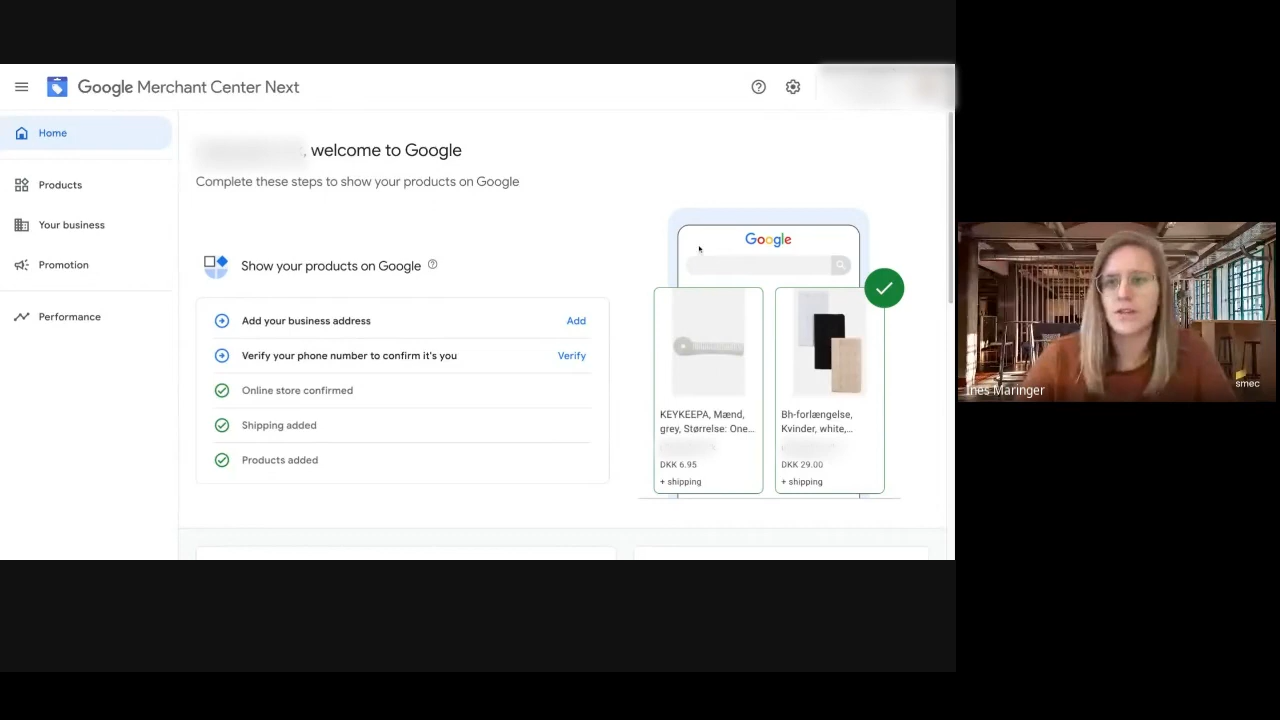 Google Merchant Center Next
Home
Products
Your business
Promotion
Performance
, welcome to Google
Complete these steps to show your products on Google
Show your products on Google
Add your business address
Add
Verify your phone number to confirm it's you
Verify
Online store confirmed
Shipping added
Products added
Google
KEYKEEPA, Mænd,
grey, Størrelse: One...
DKK 6.95
+ shipping
Bh-forlængelse,
Kvinder, white,...
DKK 29.00
+ shipping
Ines Maringer
smec